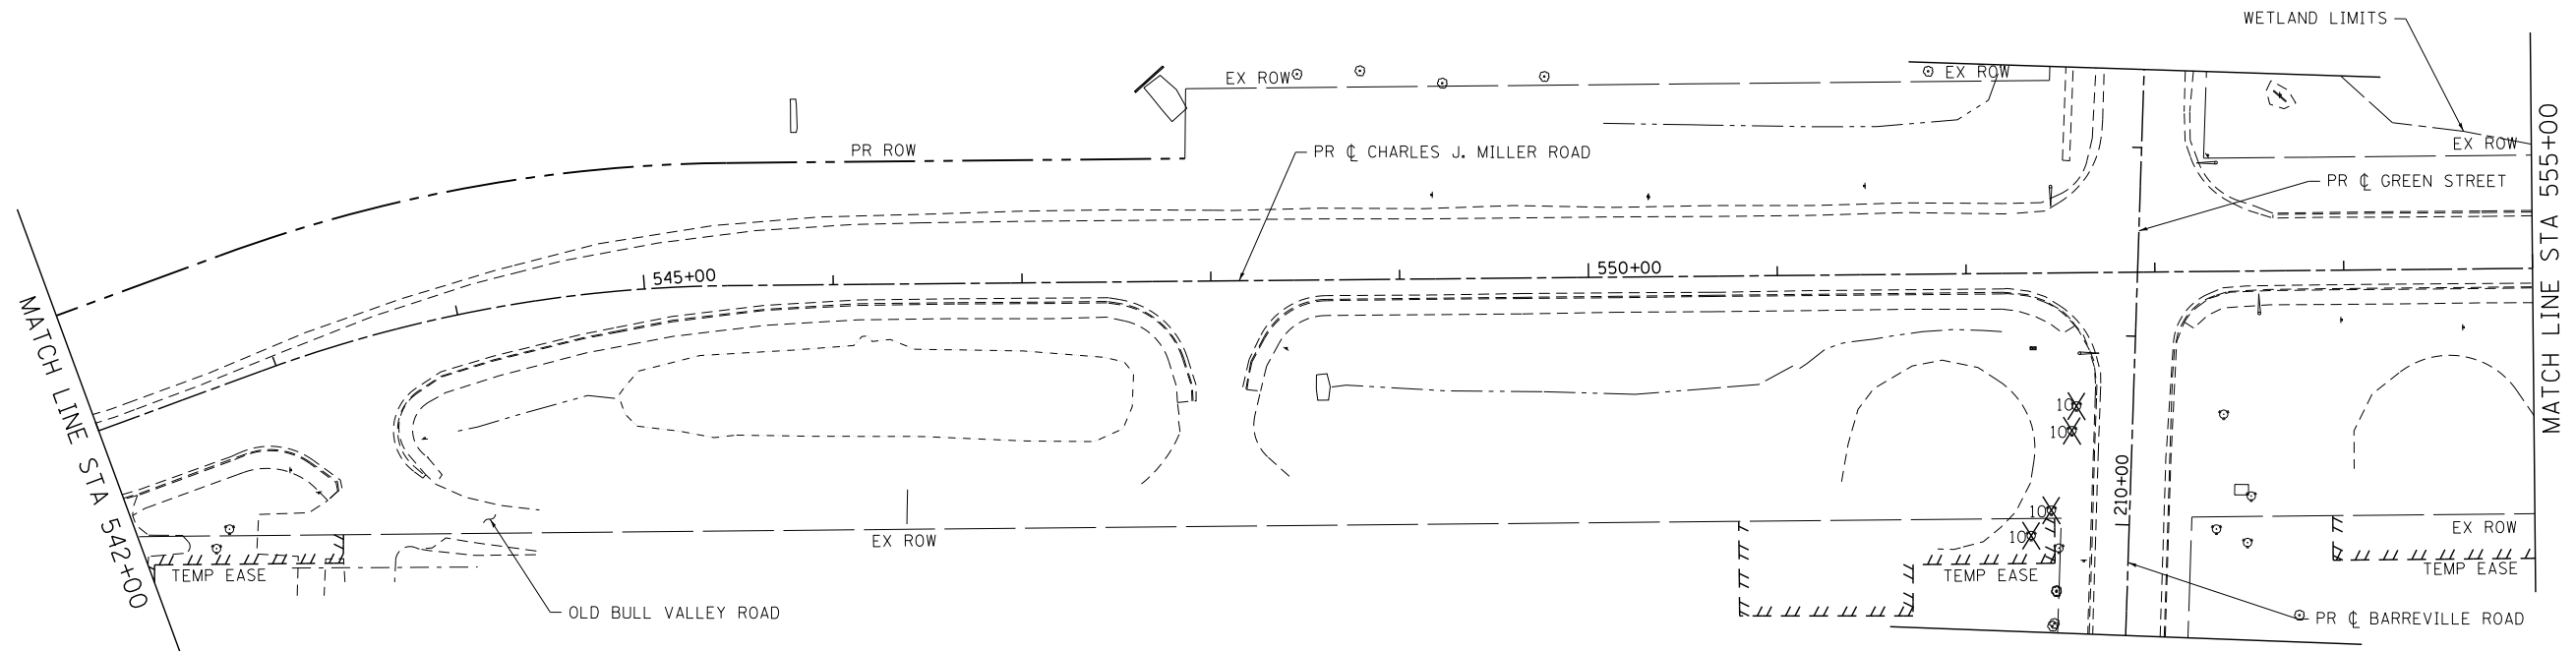 WETLAND LIMITS
EX ROW
EX ROW
PR ROW
PR ℄ CHARLES J. MILLER ROAD
EX ROW
PR ℄ GREEN STREET
MATCH LINE STA 555+00
545+00
550+00
MATCH LINE STA 542+00
10
10
210+00
10
10
EX ROW
EX ROW
TEMP EASE
TEMP EASE
TEMP EASE
OLD BULL VALLEY ROAD
PR ℄ BARREVILLE ROAD